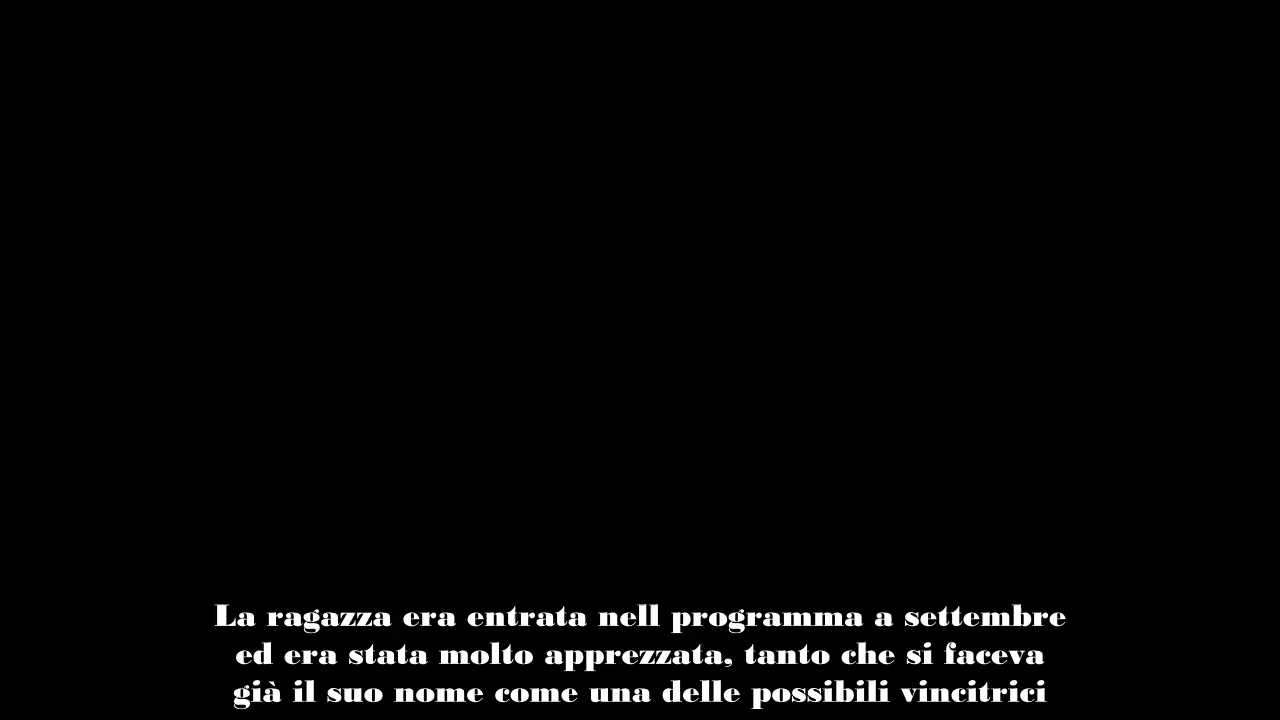 La ragazza era entrata nell programma a settembre
ed era stata molto apprezzata, tanto che si faceva
già il suo nome come una delle possibili vincitrici